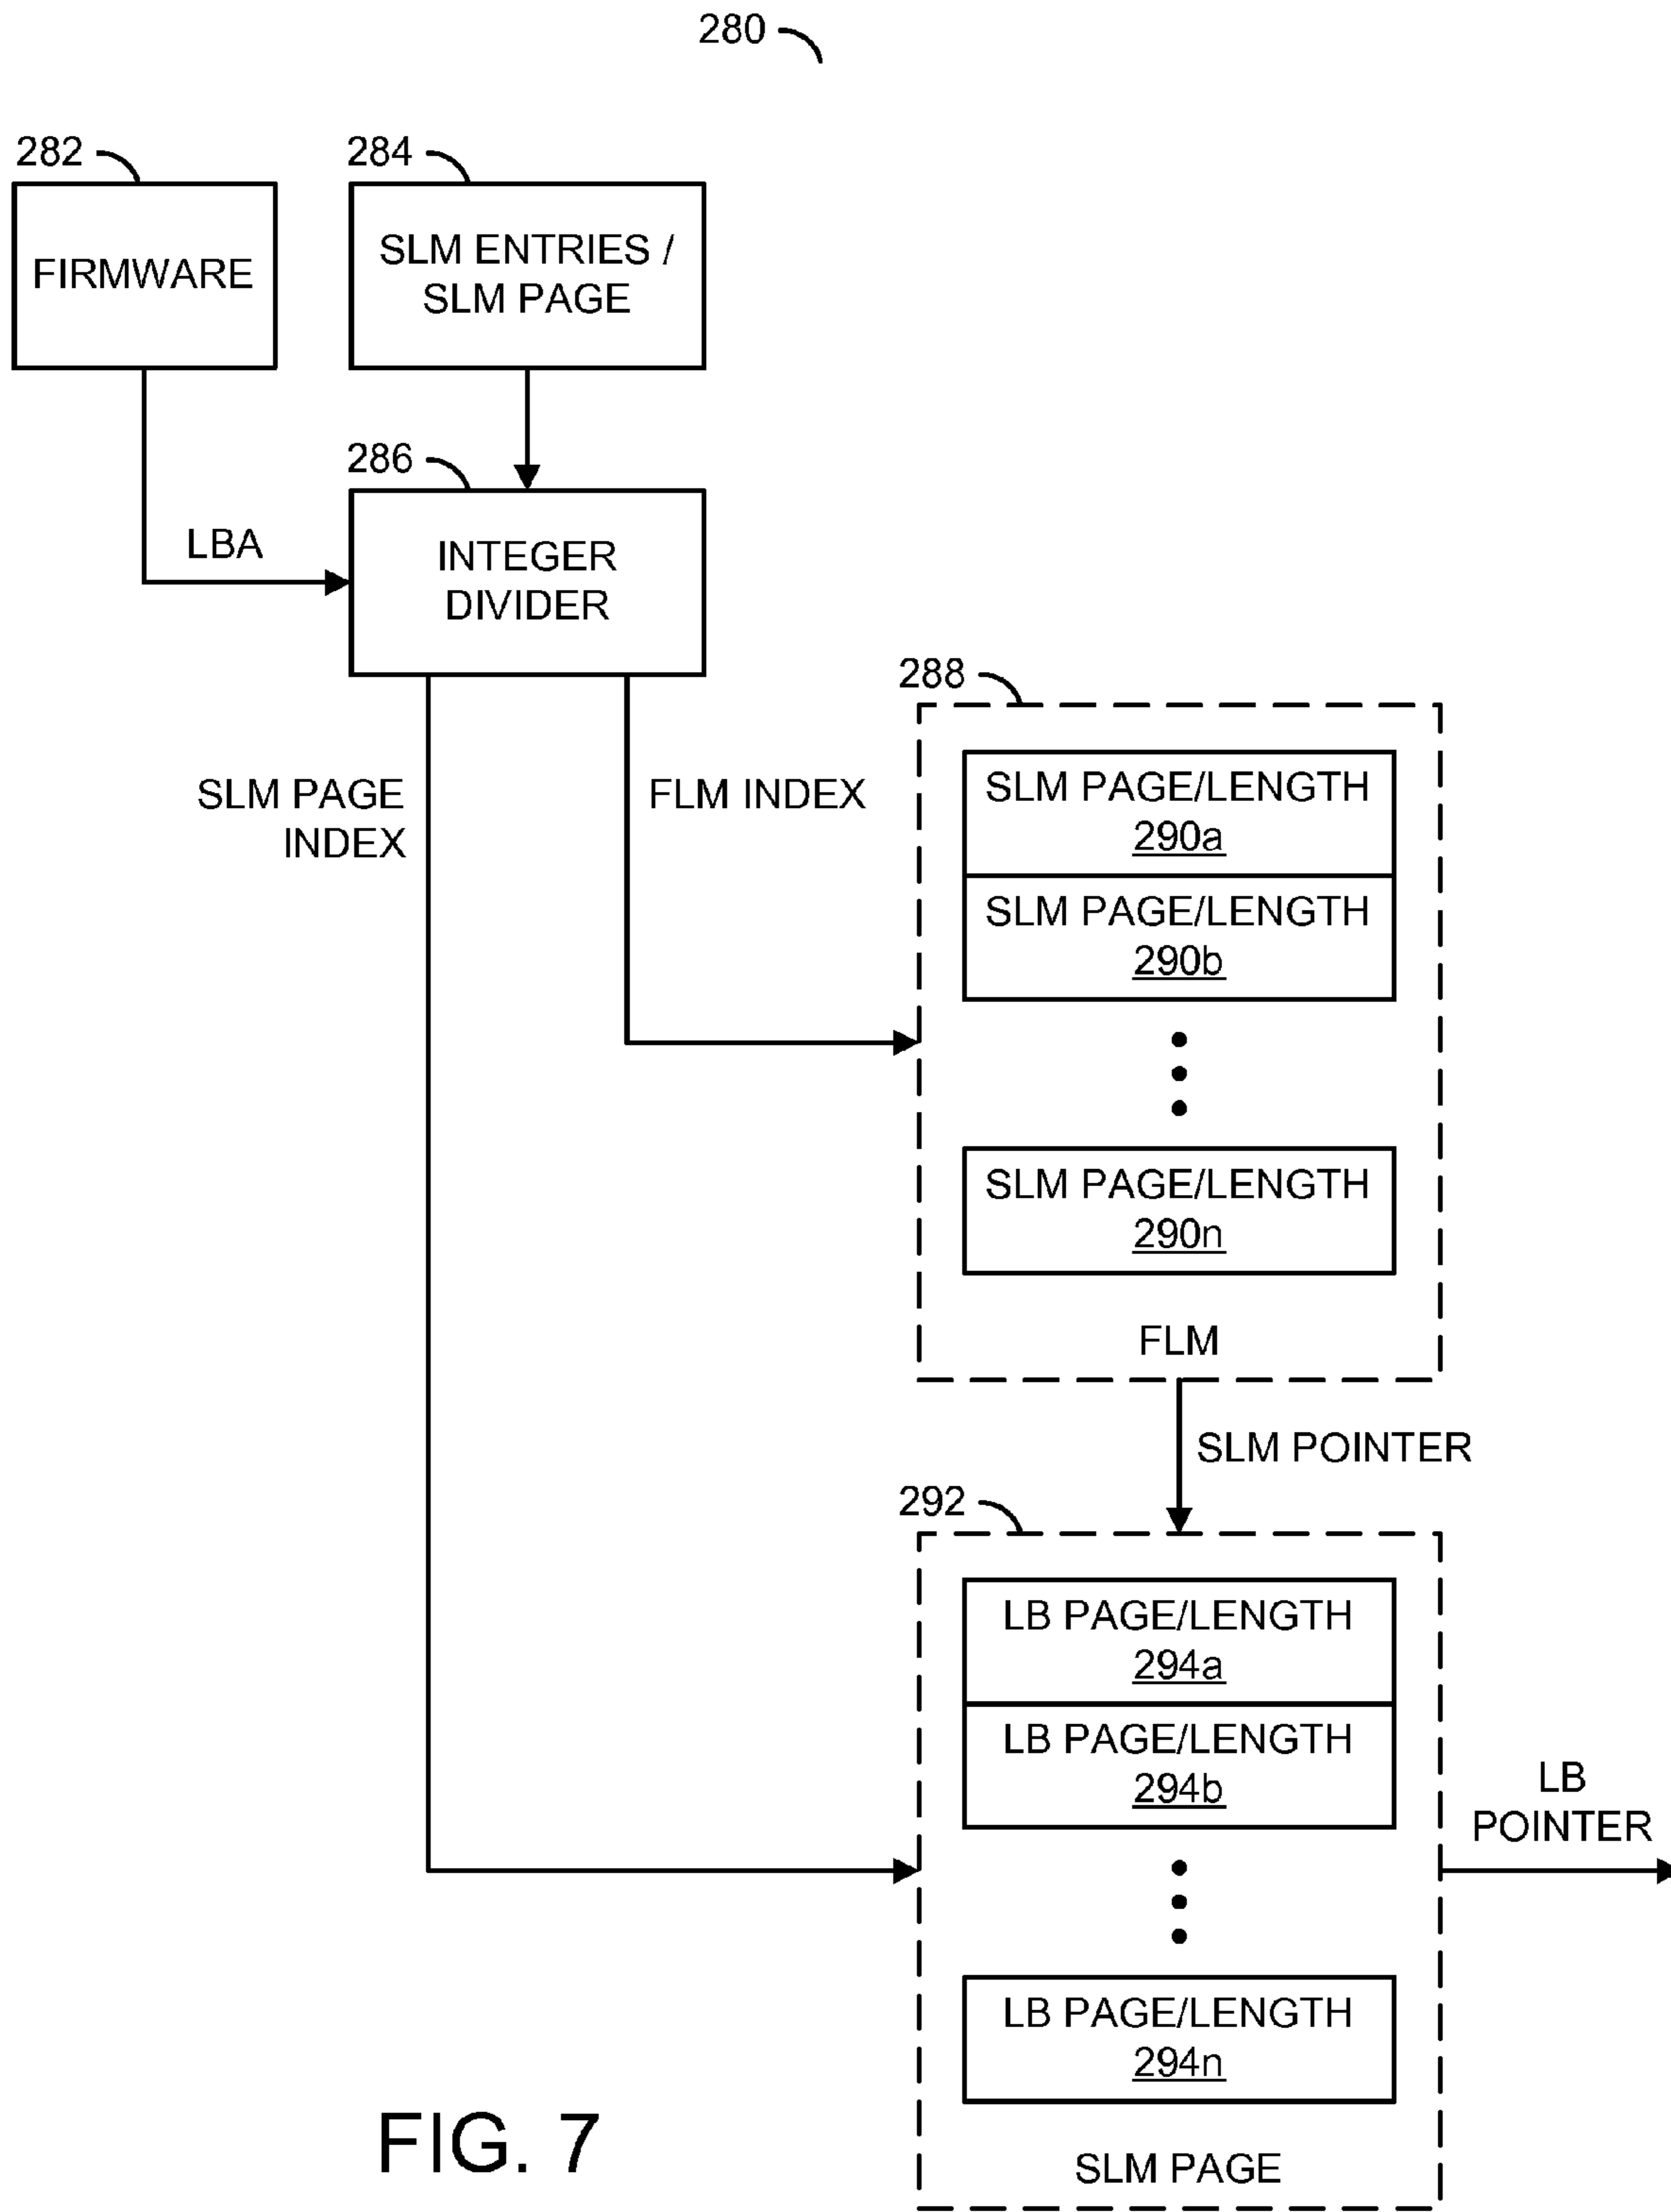 280
282
284
FIRMWARE
SLM ENTRIES /
SLM PAGE
286
LBA
INTEGER
DIVIDER
288
SLM PAGE
INDEX
FLM INDEX
SLM PAGE/LENGTH
290a
SLM PAGE/LENGTH
290b
SLM PAGE/LENGTH
290n
FLM
SLM POINTER
292
LB PAGE/LENGTH
294a
LB PAGE/LENGTH
294b
LB
POINTER
LB PAGE/LENGTH
294n
SLM PAGE
FIG. 7